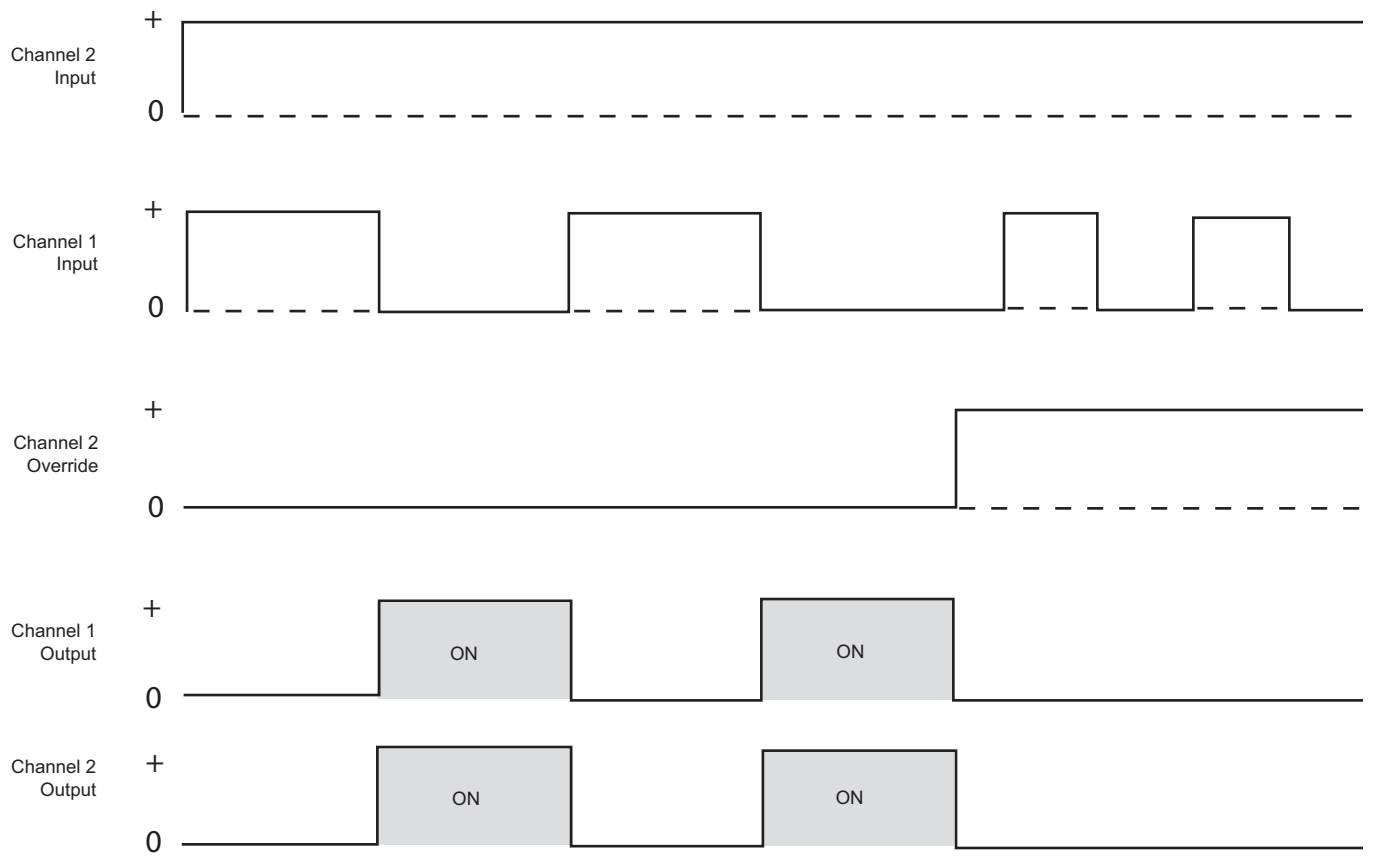 +
Channel 2
Input
0
+
Channel 1
Input
0
+
Channel 2
Override
0
+
Channel 1
Output
ON
ON
0
+
Channel 2
Output
ON
ON
0